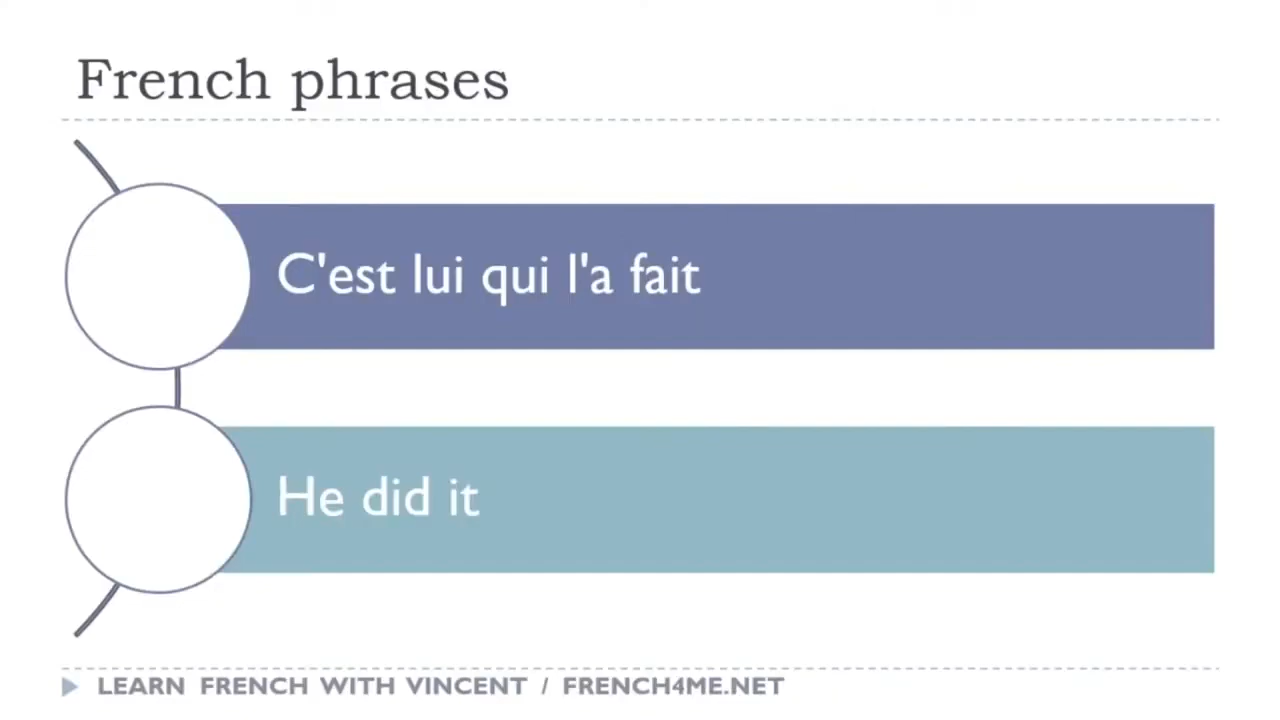 French phrases
C'est lui qui l'a fait
He did it
LEARN FRENCH WITH VINCENT / FRENCH4ME.NET